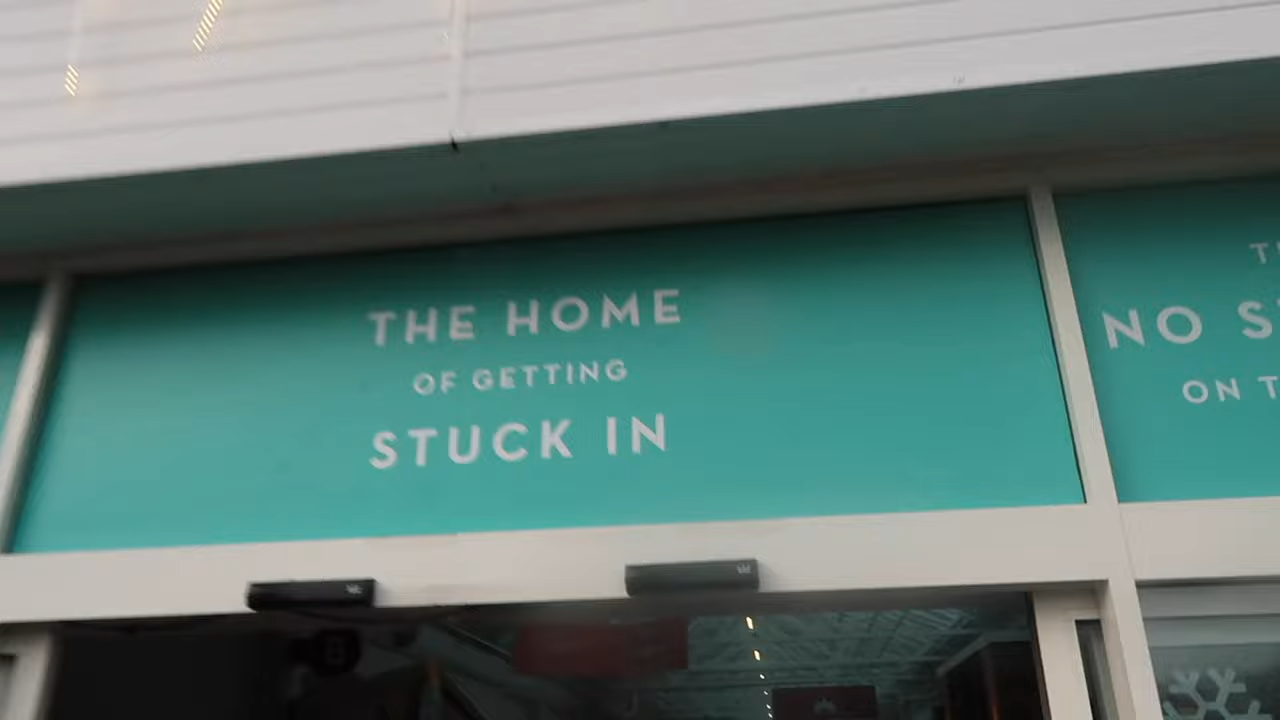 THE HOME
OF GETTING
STUCK IN
NO
ON